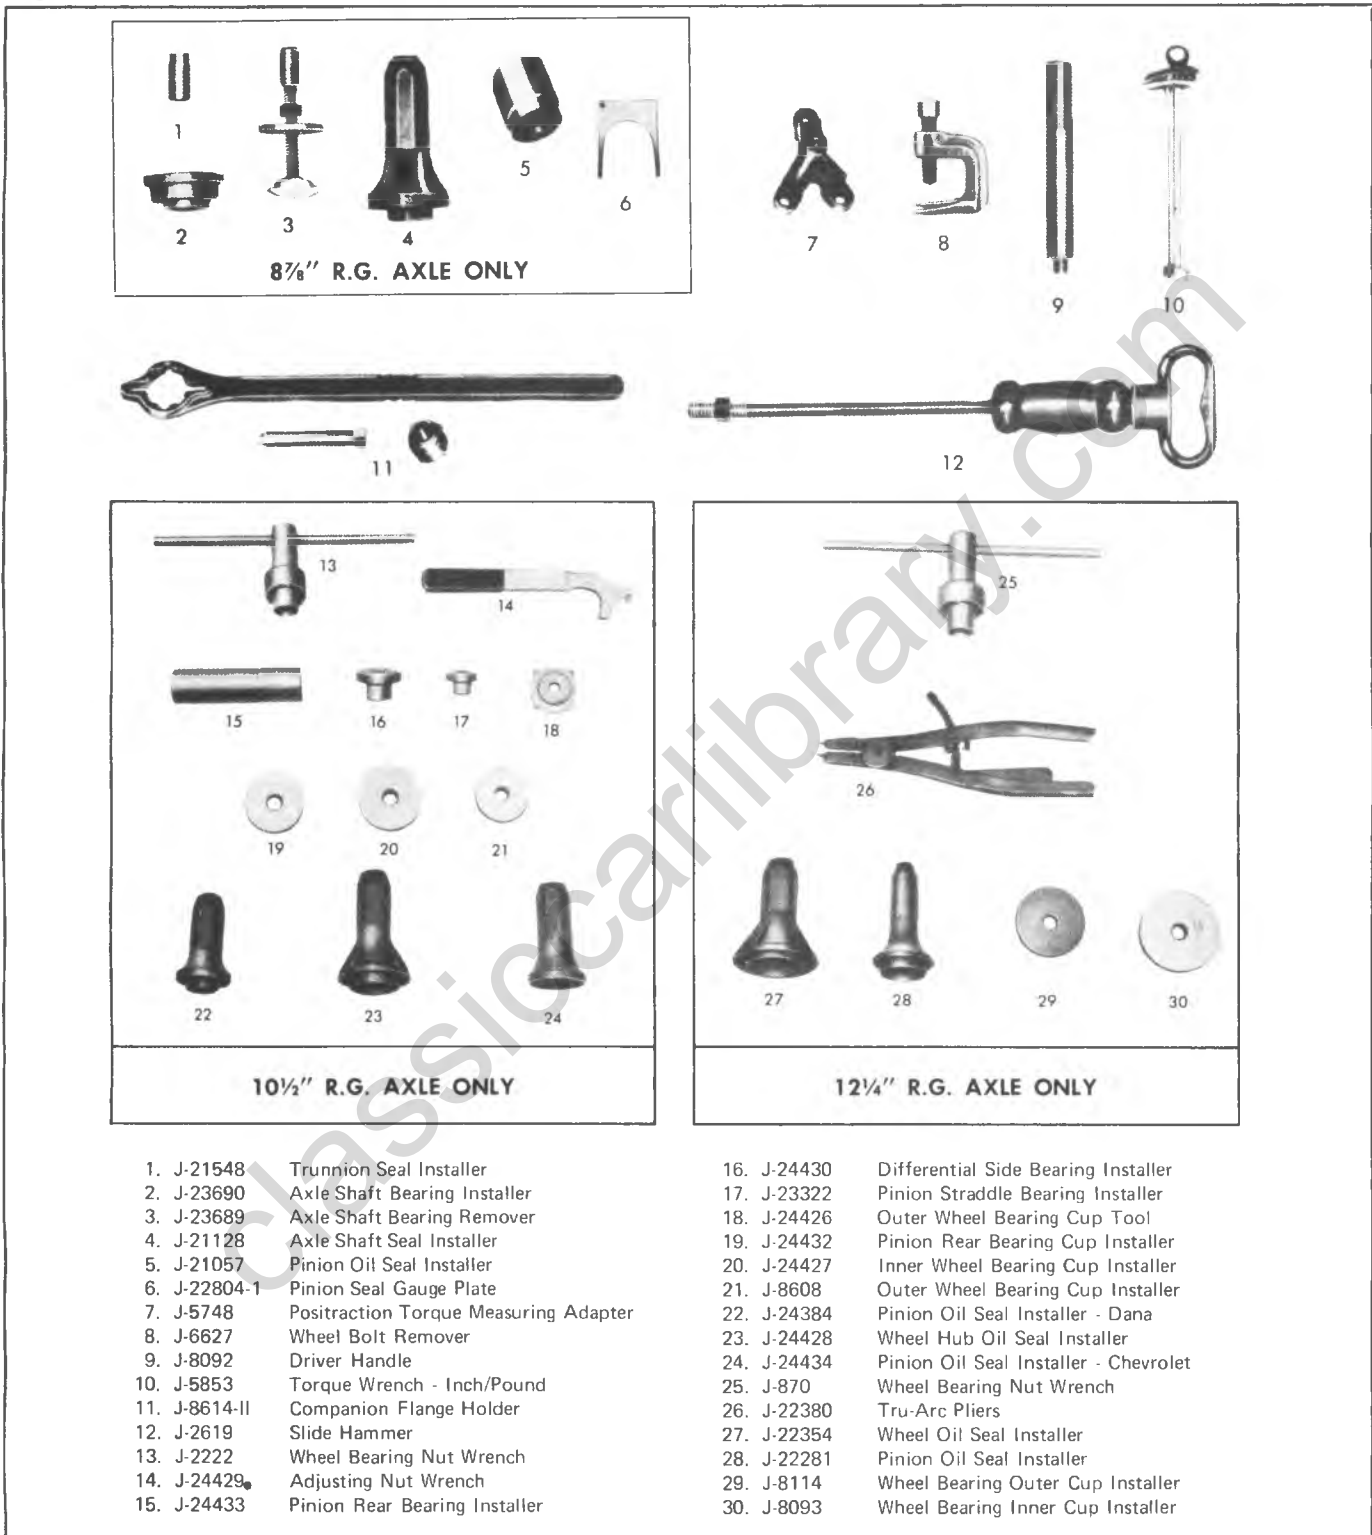 1
2
3
4
5
6
8⅞" R.G. AXLE ONLY
7
8
9
10
11
12
13
14
15
16
17
18
19
20
21
22
23
24
10½" R.G. AXLE ONLY
25
26
27
28
29
30
12¼" R.G. AXLE ONLY
1. J-21548 Trunnion Seal Installer
2. J-23690 Axle Shaft Bearing Installer
3. J-23689 Axle Shaft Bearing Remover
4. J-21128 Axle Shaft Seal Installer
5. J-21057 Pinion Oil Seal Installer
6. J-22804-1 Pinion Seal Gauge Plate
7. J-5748 Positraction Torque Measuring Adapter
8. J-6627 Wheel Bolt Remover
9. J-8092 Driver Handle
10. J-5853 Torque Wrench - Inch/Pound
11. J-8614-II Companion Flange Holder
12. J-2619 Slide Hammer
13. J-2222 Wheel Bearing Nut Wrench
14. J-24429 Adjusting Nut Wrench
15. J-24433 Pinion Rear Bearing Installer
16. J-24430 Differential Side Bearing Installer
17. J-23322 Pinion Straddle Bearing Installer
18. J-24426 Outer Wheel Bearing Cup Tool
19. J-24432 Pinion Rear Bearing Cup Installer
20. J-24427 Inner Wheel Bearing Cup Installer
21. J-8608 Outer Wheel Bearing Cup Installer
22. J-24384 Pinion Oil Seal Installer - Dana
23. J-24428 Wheel Hub Oil Seal Installer
24. J-24434 Pinion Oil Seal Installer - Chevrolet
25. J-870 Wheel Bearing Nut Wrench
26. J-22380 Tru-Arc Pliers
27. J-22354 Wheel Oil Seal Installer
28. J-22281 Pinion Oil Seal Installer
29. J-8114 Wheel Bearing Outer Cup Installer
30. J-8093 Wheel Bearing Inner Cup Installer
classiccarlibrary.com